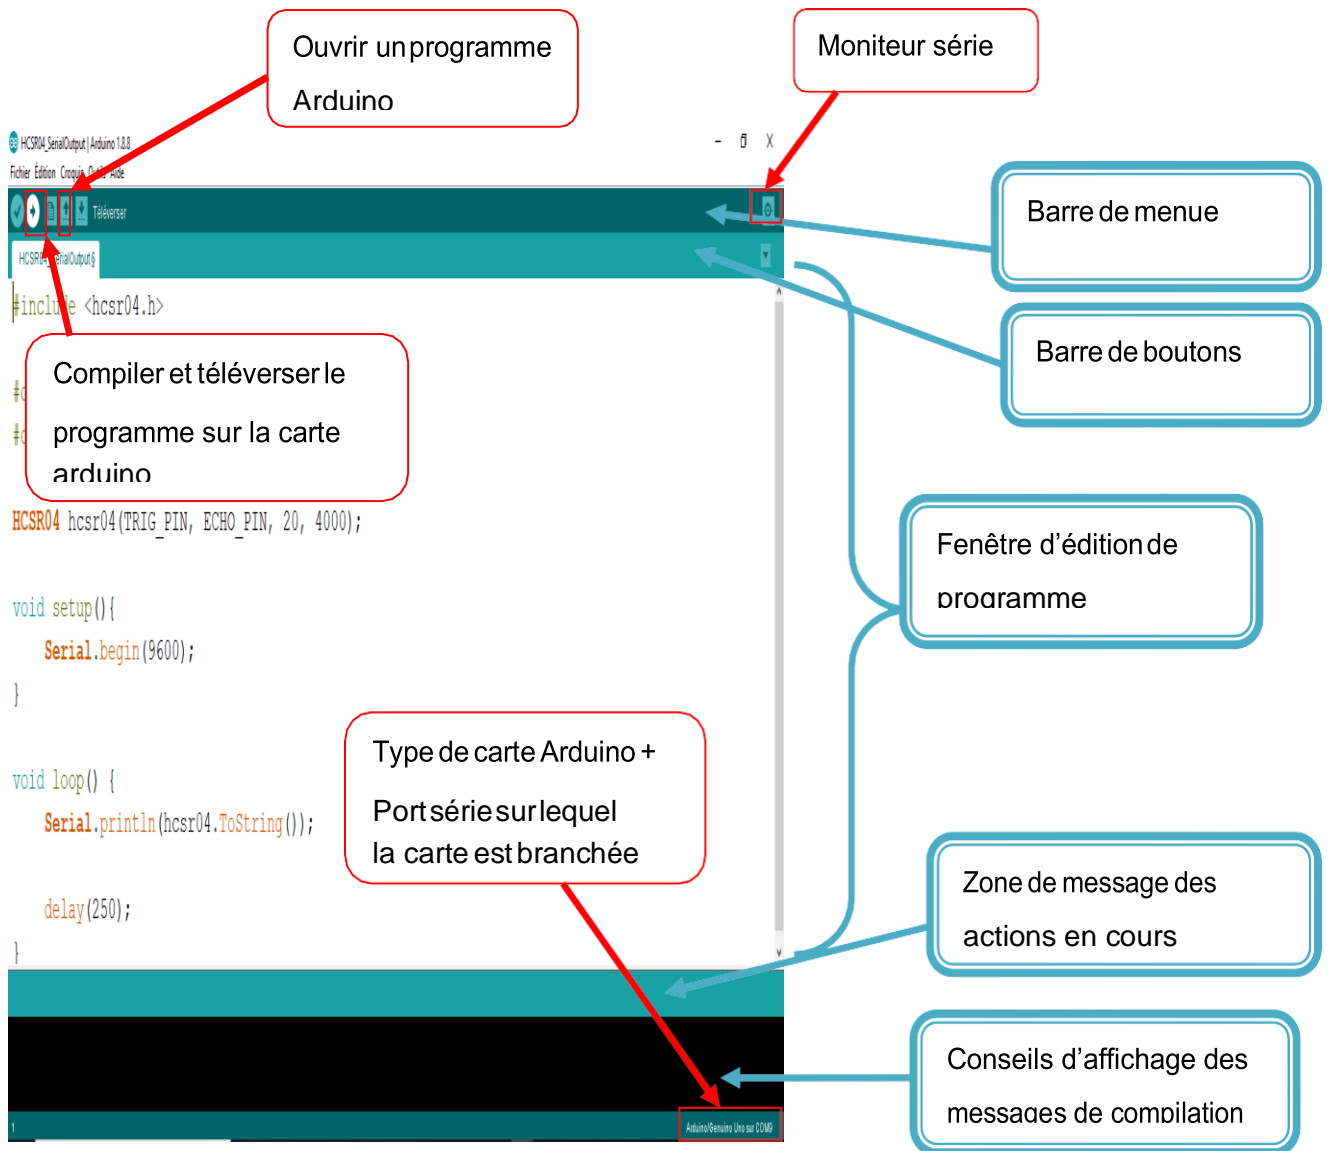 Ouvrir un programme
Arduino
Moniteur série
HCSR04_SerialOutput | Arduino 1.8.8
Fichier Édition Croquis Outils Aide
Téléverser
HCSR04_SerialOutput §
Barre de menue
Barre de boutons
#include <hcsr04.h>
Compiler et téléverser le
programme sur la carte
arduino
HCSR04 hcsr04(TRIG_PIN, ECHO_PIN, 20, 4000);
Fenêtre d’édition de
programme
void setup(){
Serial.begin(9600);
}
Type de carte Arduino +
Port série sur lequel
la carte est branchée
void loop() {
Serial.println(hcsr04.ToString());
delay(250);
}
Zone de message des
actions en cours
Conseils d’affichage des
messages de compilation
1
Arduino/Genuino Uno sur COM9